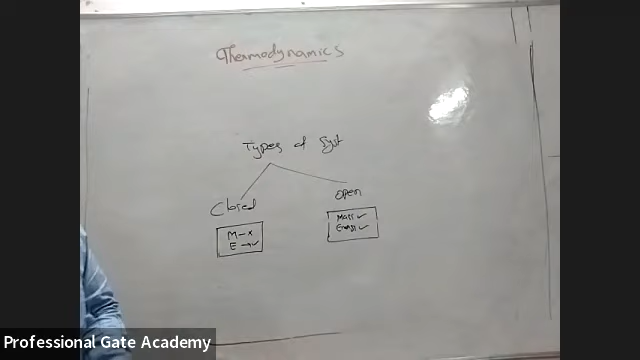 Thermodynamics
Types of Syst
Closed
open
M - x
E - ✓
Mass ✓
Energy ✓
Professional Gate Academy